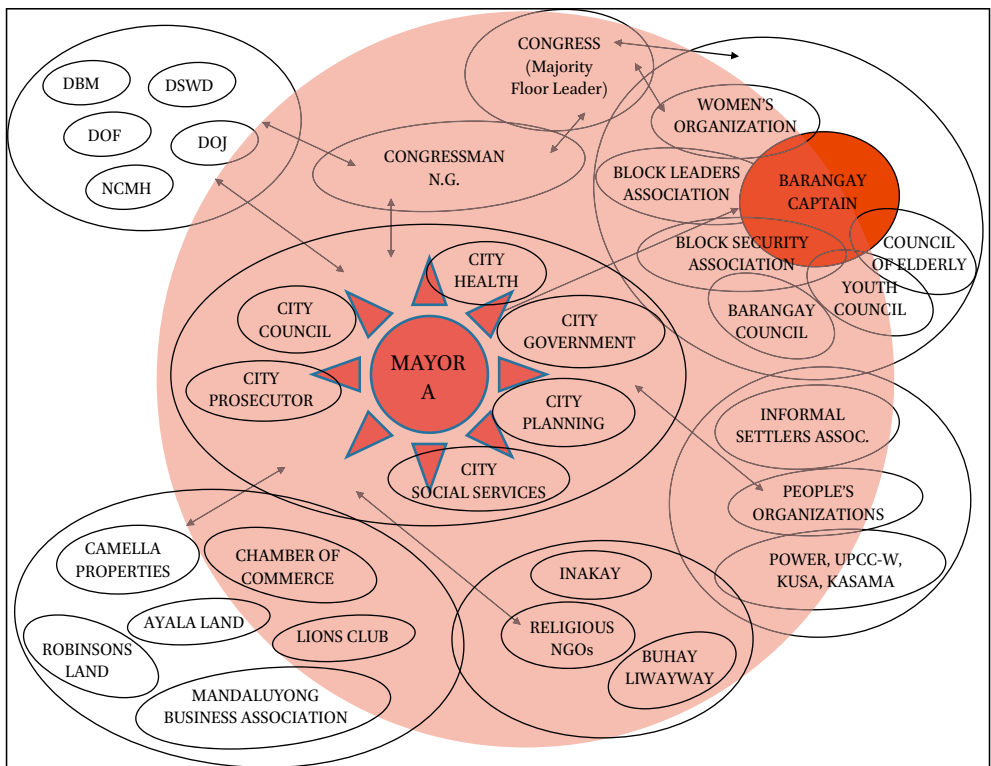 DBM
DSWD
DOF
DOJ
NCMH
CONGRESS
(Majority
Floor Leader)
CONGRESSMAN
N.G.
WOMEN'S
ORGANIZATION
BLOCK LEADERS
ASSOCIATION
BARANGAY
CAPTAIN
BLOCK SECURITY
ASSOCIATION
COUNCIL
OF ELDERLY
YOUTH
COUNCIL
BARANGAY
COUNCIL
CITY
HEALTH
CITY
COUNCIL
CITY
GOVERNMENT
MAYOR
A
CITY
PROSECUTOR
CITY
PLANNING
CITY
SOCIAL SERVICES
INFORMAL
SETTLERS ASSOC.
PEOPLE'S
ORGANIZATIONS
POWER, UPCC-W,
KUSA, KASAMA
CAMELLA
PROPERTIES
CHAMBER OF
COMMERCE
AYALA LAND
LIONS CLUB
ROBINSONS
LAND
MANDALUYONG
BUSINESS ASSOCIATION
INAKAY
RELIGIOUS
NGOs
BUHAY
LIWAYWAY